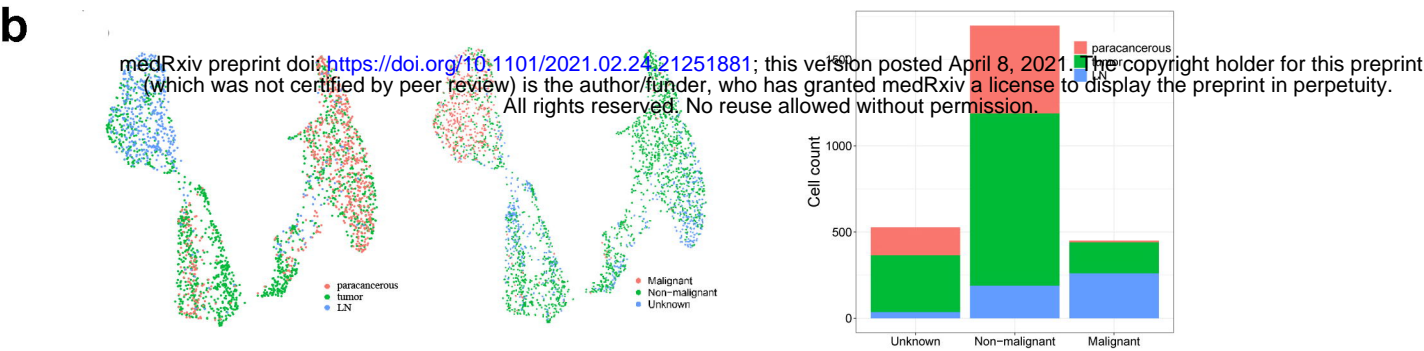 b
medRxiv preprint doi: https://doi.org/10.1101/2021.02.24.21251881; this version posted April 8, 2021. The copyright holder for this preprint
(which was not certified by peer review) is the author/funder, who has granted medRxiv a license to display the preprint in perpetuity.
All rights reserved. No reuse allowed without permission.
paracancerous
tumor
LN
Malignant
Non-malignant
Unknown
Cell count
1500
1000
500
0
paracancerous
tumor
LN
Unknown
Non-malignant
Malignant